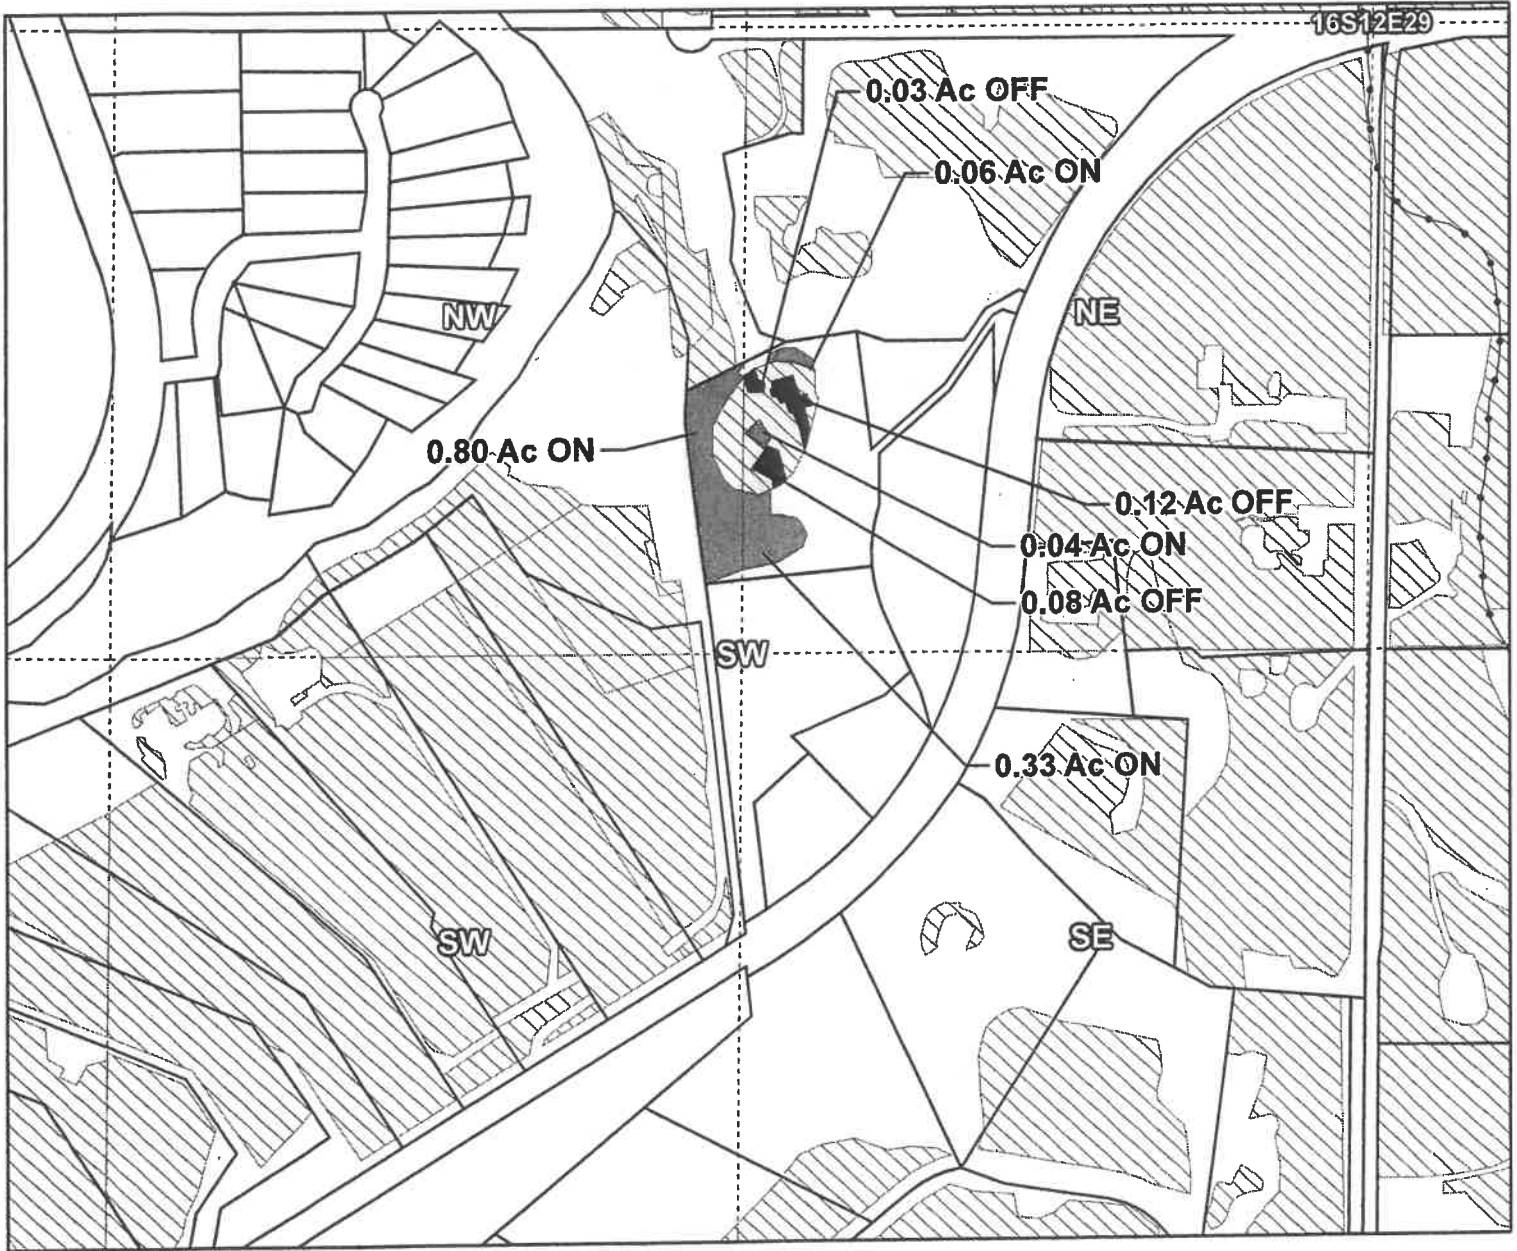 16S12E29
0.03 Ac OFF
0.06 Ac ON
NW
NE
0.80 Ac ON
0.12 Ac OFF
0.04 Ac ON
0.08 Ac OFF
SW
0.33 Ac ON
SW
SE